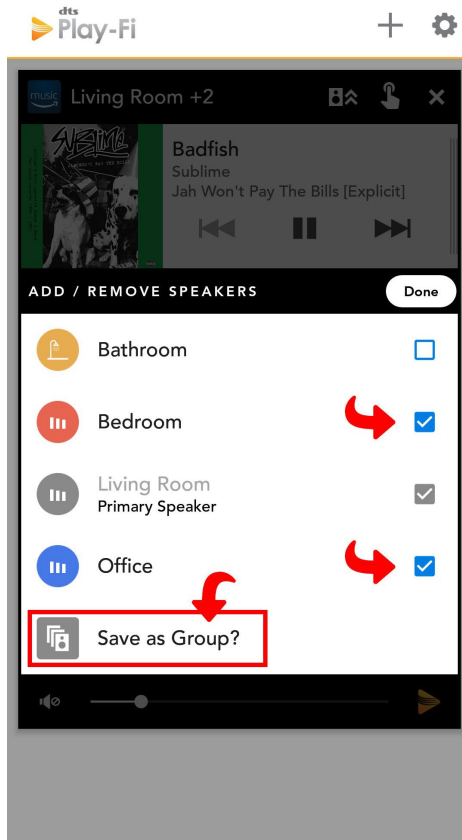 dts
Play-Fi
music
Living Room +2
SUBLIME
Badfish
Sublime
Jah Won't Pay The Bills [Explicit]
ADD / REMOVE SPEAKERS
Done
Bathroom
Bedroom
Living Room
Primary Speaker
Office
Save as Group?